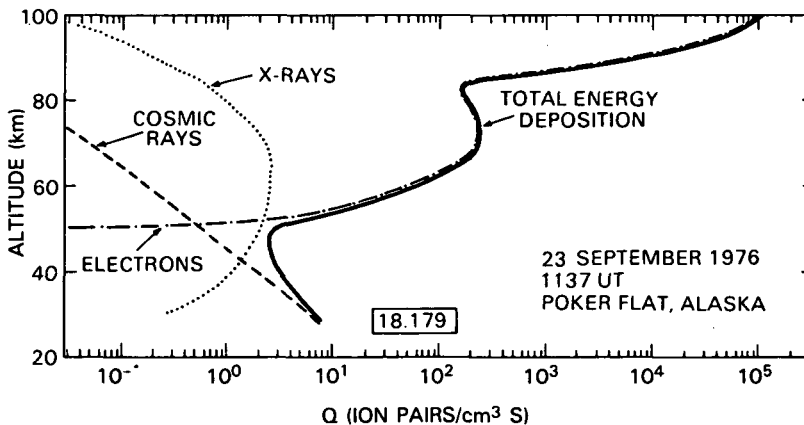 100
80
60
40
20
ALTITUDE (km)
X-RAYS
COSMIC
RAYS
ELECTRONS
TOTAL ENERGY
DEPOSITION
23 SEPTEMBER 1976
1137 UT
POKER FLAT, ALASKA
18.179
10⁻ 10⁰ 10¹ 10² 10³ 10⁴ 10⁵
Q (ION PAIRS/cm³ S)